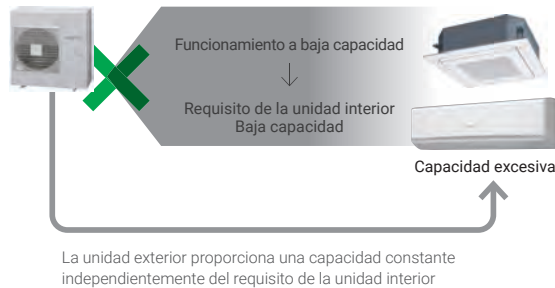 Funcionamiento a baja capacidad
Requisito de la unidad interior
Baja capacidad
Capacidad excesiva
La unidad exterior proporciona una capacidad constante
independientemente del requisito de la unidad interior